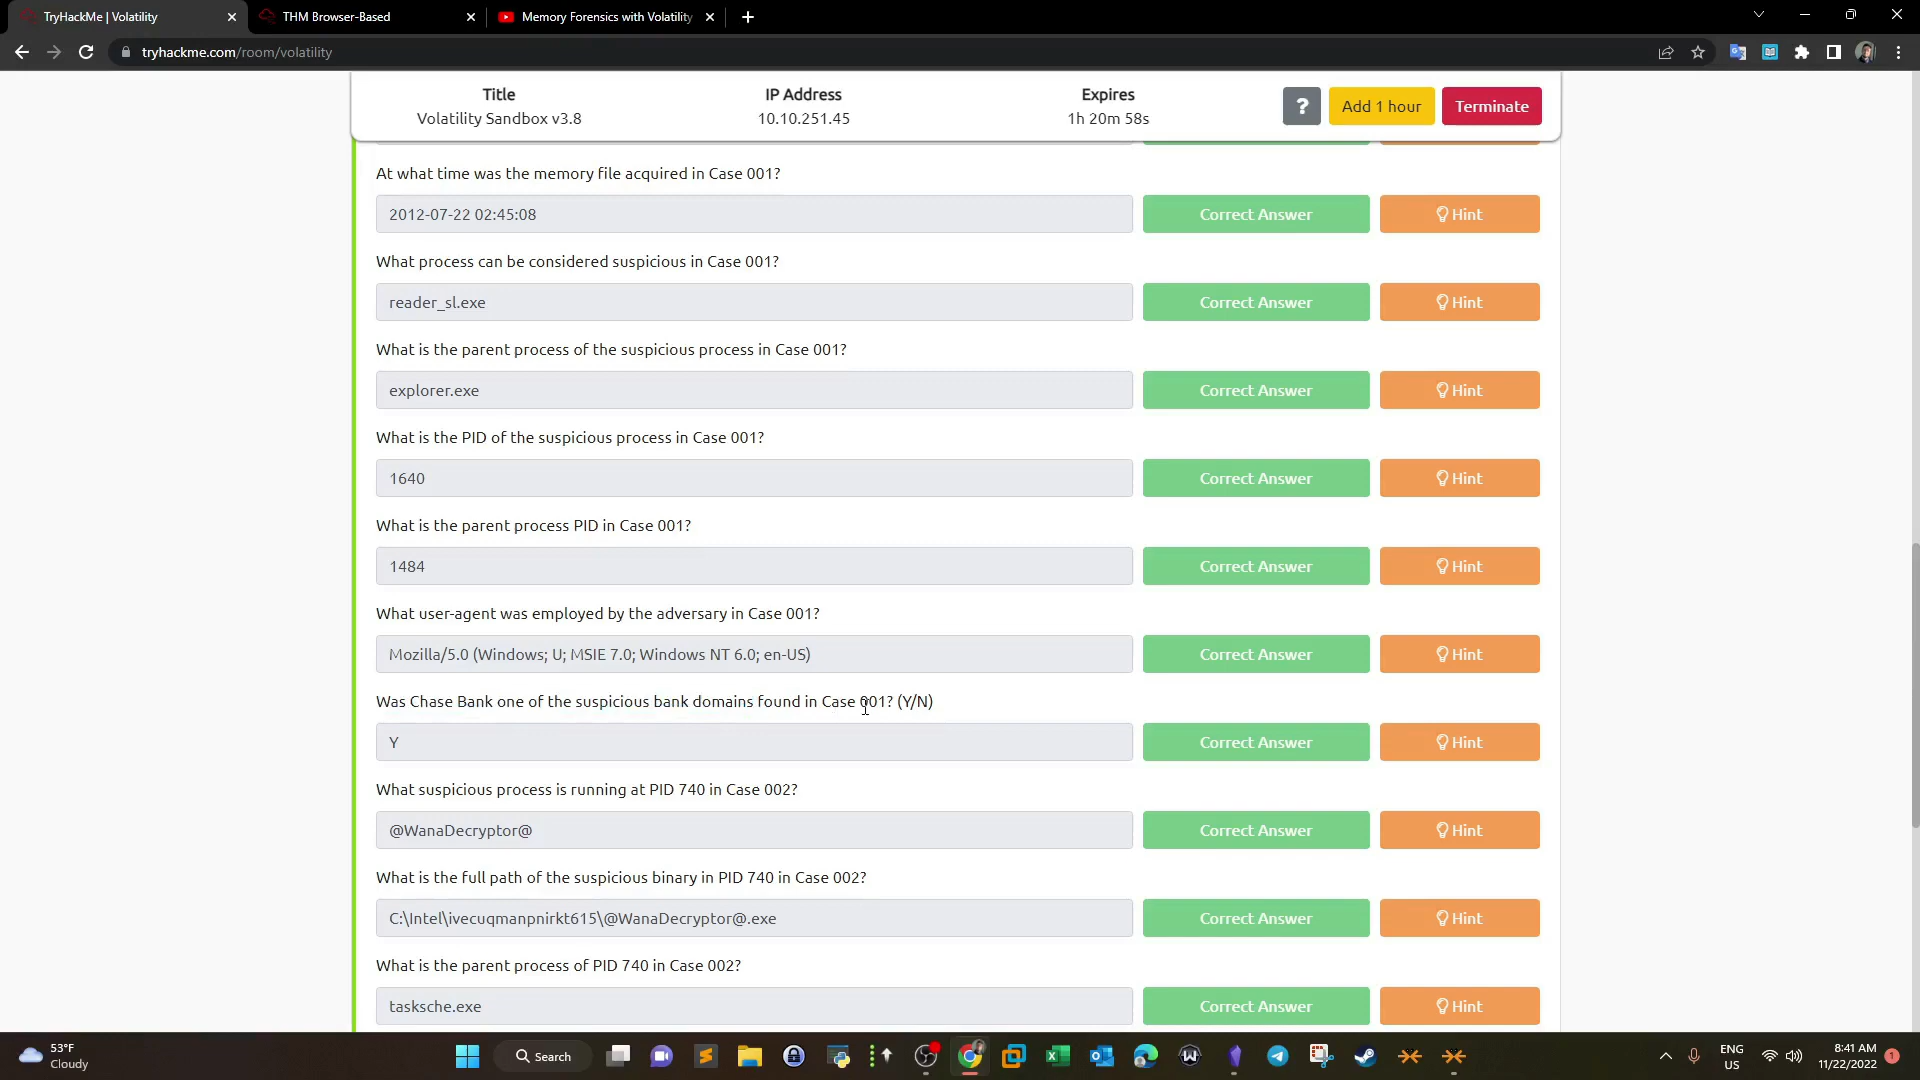 TryHackMe | Volatility
THM Browser-Based
Memory Forensics with Volatility
tryhackme.com/room/volatility
Title
Volatility Sandbox v3.8
IP Address
10.10.251.45
Expires
1h 20m 58s
?
Add 1 hour
Terminate
At what time was the memory file acquired in Case 001?
2012-07-22 02:45:08
Correct Answer
Hint
What process can be considered suspicious in Case 001?
reader_sl.exe
Correct Answer
Hint
What is the parent process of the suspicious process in Case 001?
explorer.exe
Correct Answer
Hint
What is the PID of the suspicious process in Case 001?
1640
Correct Answer
Hint
What is the parent process PID in Case 001?
1484
Correct Answer
Hint
What user-agent was employed by the adversary in Case 001?
Mozilla/5.0 (Windows; U; MSIE 7.0; Windows NT 6.0; en-US)
Correct Answer
Hint
Was Chase Bank one of the suspicious bank domains found in Case 001? (Y/N)
Y
Correct Answer
Hint
What suspicious process is running at PID 740 in Case 002?
@WanaDecryptor@
Correct Answer
Hint
What is the full path of the suspicious binary in PID 740 in Case 002?
C:\Intel\ivecuqmanpnirkt615\@WanaDecryptor@.exe
Correct Answer
Hint
What is the parent process of PID 740 in Case 002?
tasksche.exe
Correct Answer
Hint
53°F
Cloudy
Search
ENG
US
8:41 AM
11/22/2022
1